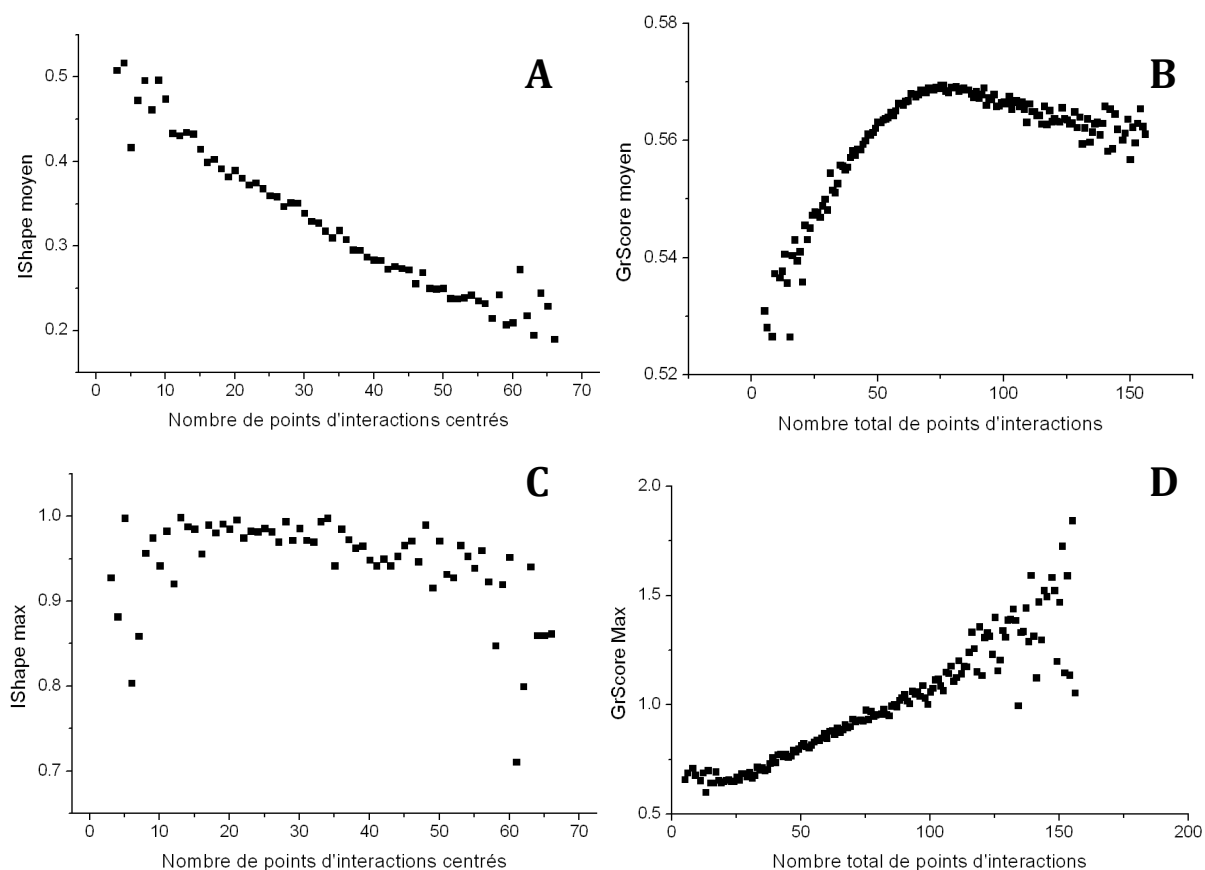 A
0.5
0.4
0.3
0.2
IShape moyen
0 10 20 30 40 50 60 70
Nombre de points d'interactions centrés
B
0.58
0.56
0.54
0.52
GrScore moyen
0 50 100 150
Nombre total de points d'interactions
C
1.0
0.9
0.8
0.7
IShape max
0 10 20 30 40 50 60 70
Nombre de points d'interactions centrés
D
2.0
1.5
1.0
0.5
GrScore Max
0 50 100 150 200
Nombre total de points d'interactions